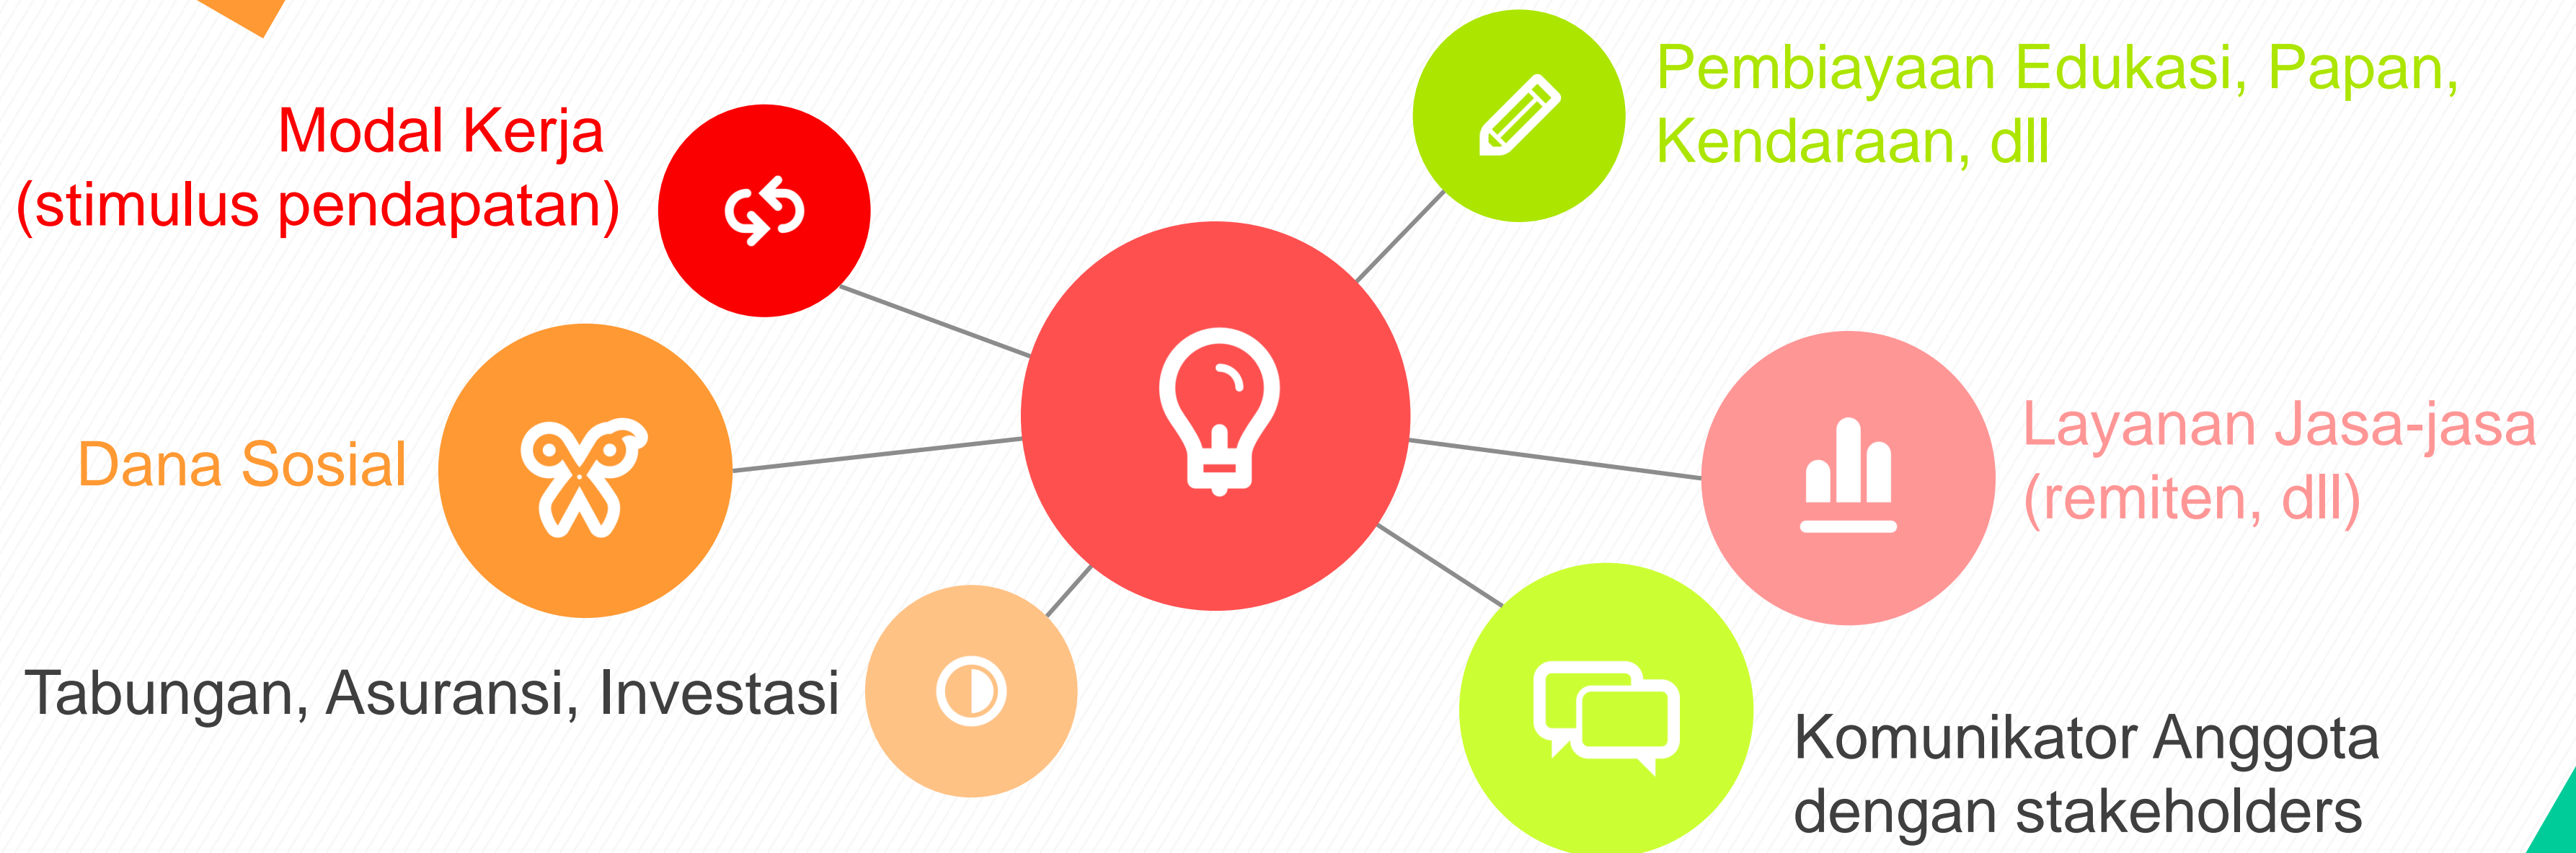 Modal Kerja
(stimulus pendapatan)
Dana Sosial
Tabungan, Asuransi, Investasi
Pembiayaan Edukasi, Papan,
Kendaraan, dll
Layanan Jasa-jasa
(remiten, dll)
Komunikator Anggota
dengan stakeholders